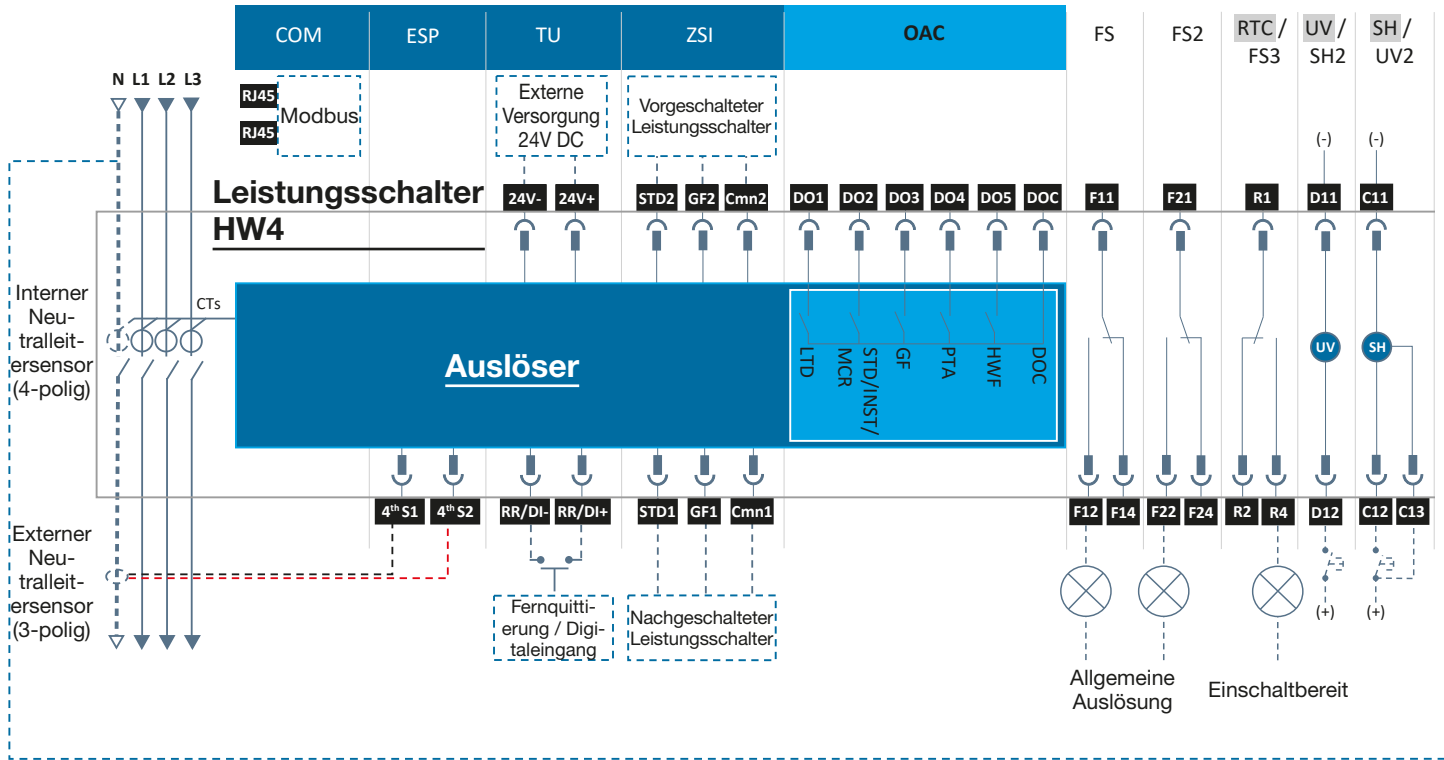 COM ESP TU ZSI OAC FS FS2 RTC / UV / SH /
FS3 SH2 UV2
N L1 L2 L3
RJ45
RJ45
Modbus
Externe
Versorgung
24V DC
Vorgeschalteter
Leistungsschalter
(-) (-)
Leistungsschalter
HW4
24V- 24V+ STD2 GF2 Cmn2 DO1 DO2 DO3 DO4 DO5 DOC F11 F21 R1 D11 C11
Interner
Neu-
tralleit-
ersensor
(4-polig)
CTs
Auslöser
LTD
STD/INST/
MCR
GF
PTA
HWF
DOC
UV SH
4th S1 4th S2 RR/DI- RR/DI+ STD1 GF1 Cmn1 F12 F14 F22 F24 R2 R4 D12 C12 C13
Externer
Neu-
tralleit-
ersensor
(3-polig)
Fernquitti-
erung / Digi-
taleingang
Nachgeschalteter
Leistungsschalter
(+) (+)
Allgemeine
Auslösung
Einschaltbereit